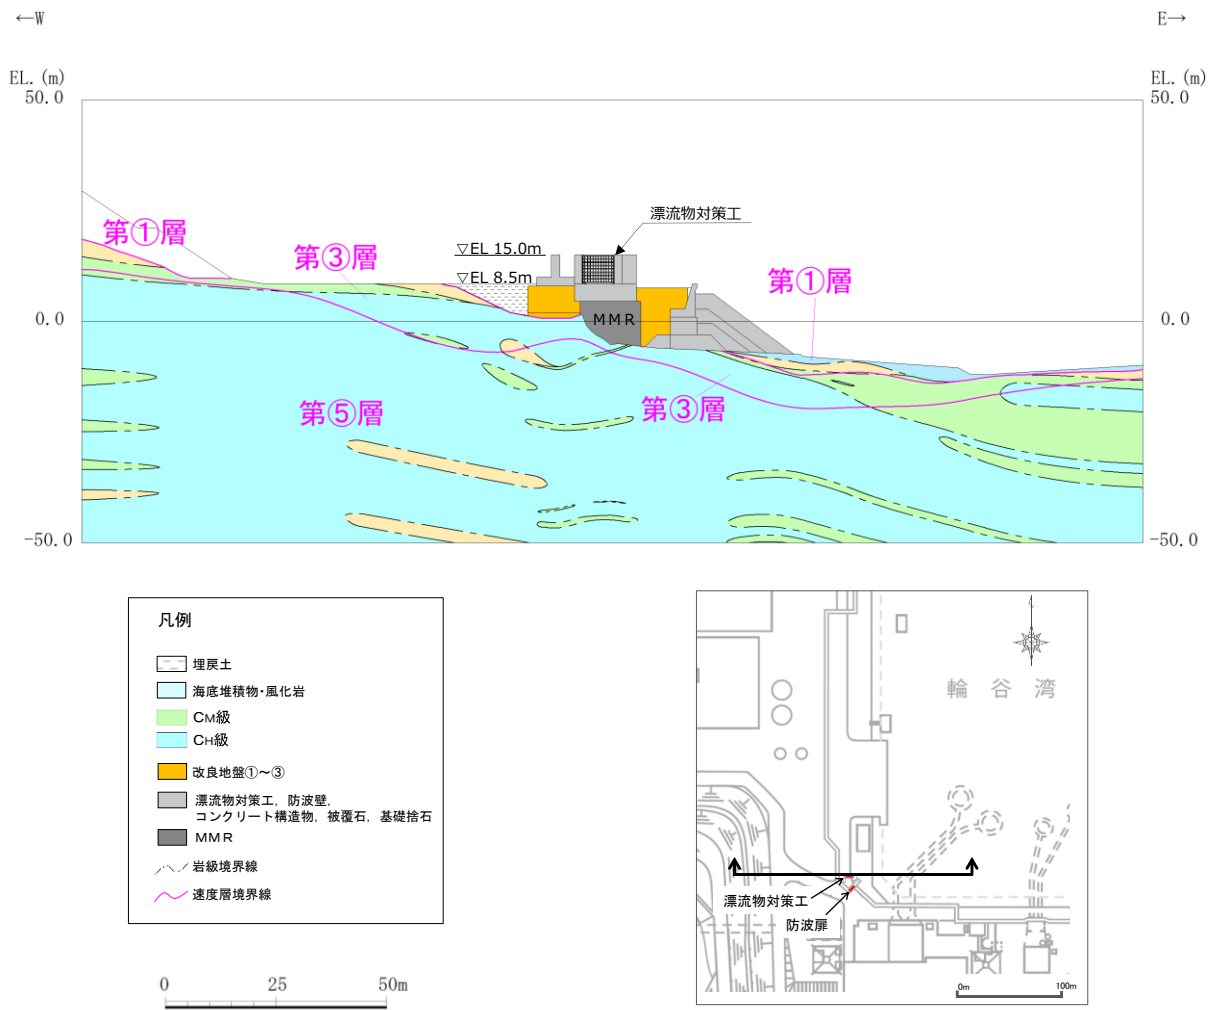 ←W
E→
EL.(m)
EL.(m)
50.0
50.0
漂流物対策工
第①層
▽EL 15.0m
第③層
▽EL 8.5m
第①層
0.0
MMR
0.0
第③層
第⑤層
-50.0
-50.0
凡例
埋戻土
海底堆積物・風化岩
CM級
CH級
改良地盤①～③
漂流物対策工，防波壁，
コンクリート構造物，被覆石，基礎捨石
MMR
岩級境界線
速度層境界線
0 25 50m
輪谷湾
漂流物対策工
防波扉
0m 100m